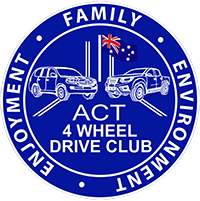 FAMILY
ENJOYMENT
ENVIRONMENT
ACT
4 WHEEL
DRIVE CLUB